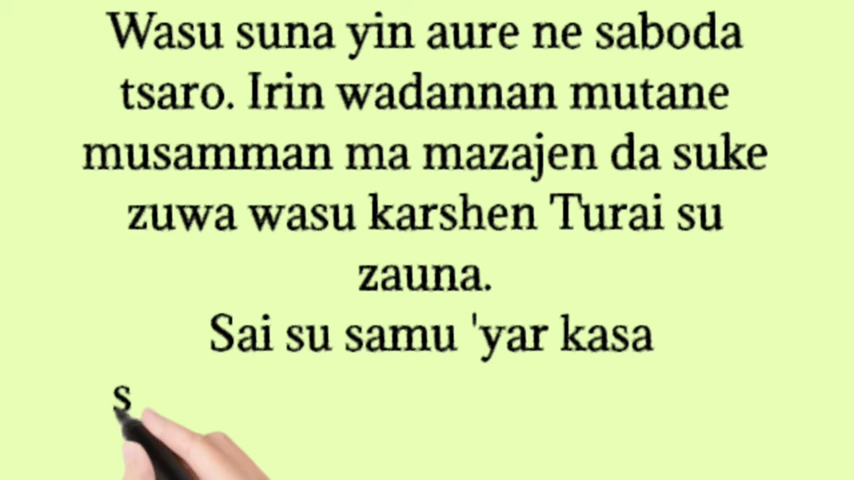 Wasu suna yin aure ne saboda
tsaro. Irin wadannan mutane
musamman ma mazajen da suke
zuwa wasu karshen Turai su
zauna.
Sai su samu 'yar kasa
s